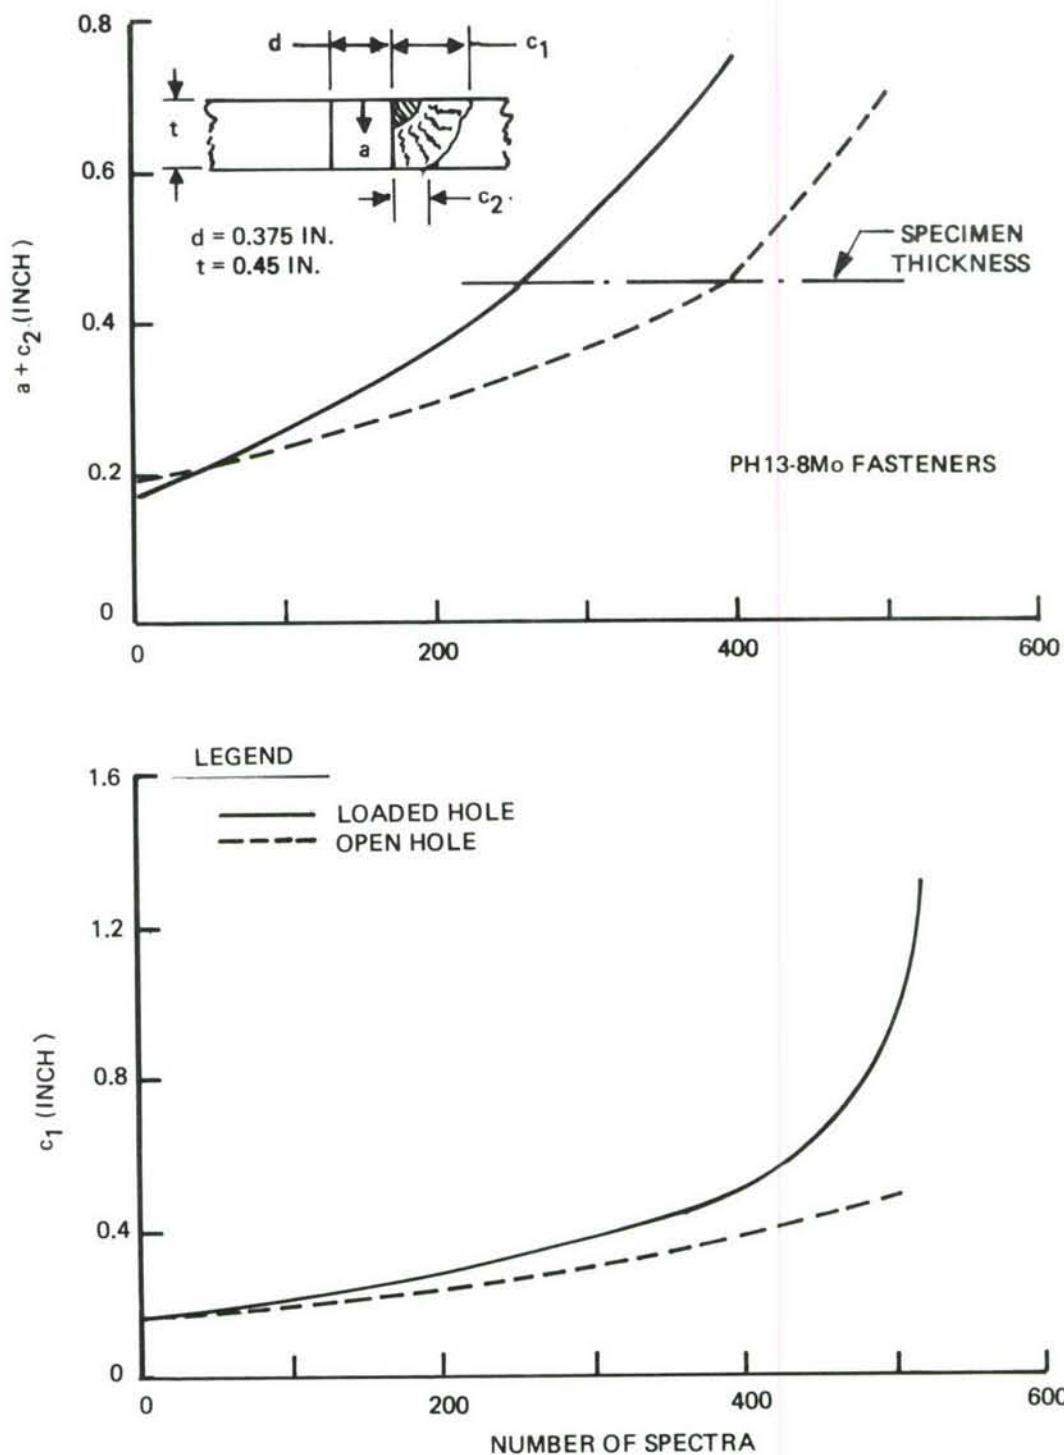 0.8
d
c1
t
a
c2
d = 0.375 IN.
t = 0.45 IN.
0.6
a + c2 (INCH)
0.4
0.2
0
SPECIMEN
THICKNESS
PH13-8Mo FASTENERS
0
200
400
600
LEGEND
LOADED HOLE
OPEN HOLE
1.6
1.2
c1 (INCH)
0.8
0.4
0
0
200
400
600
NUMBER OF SPECTRA